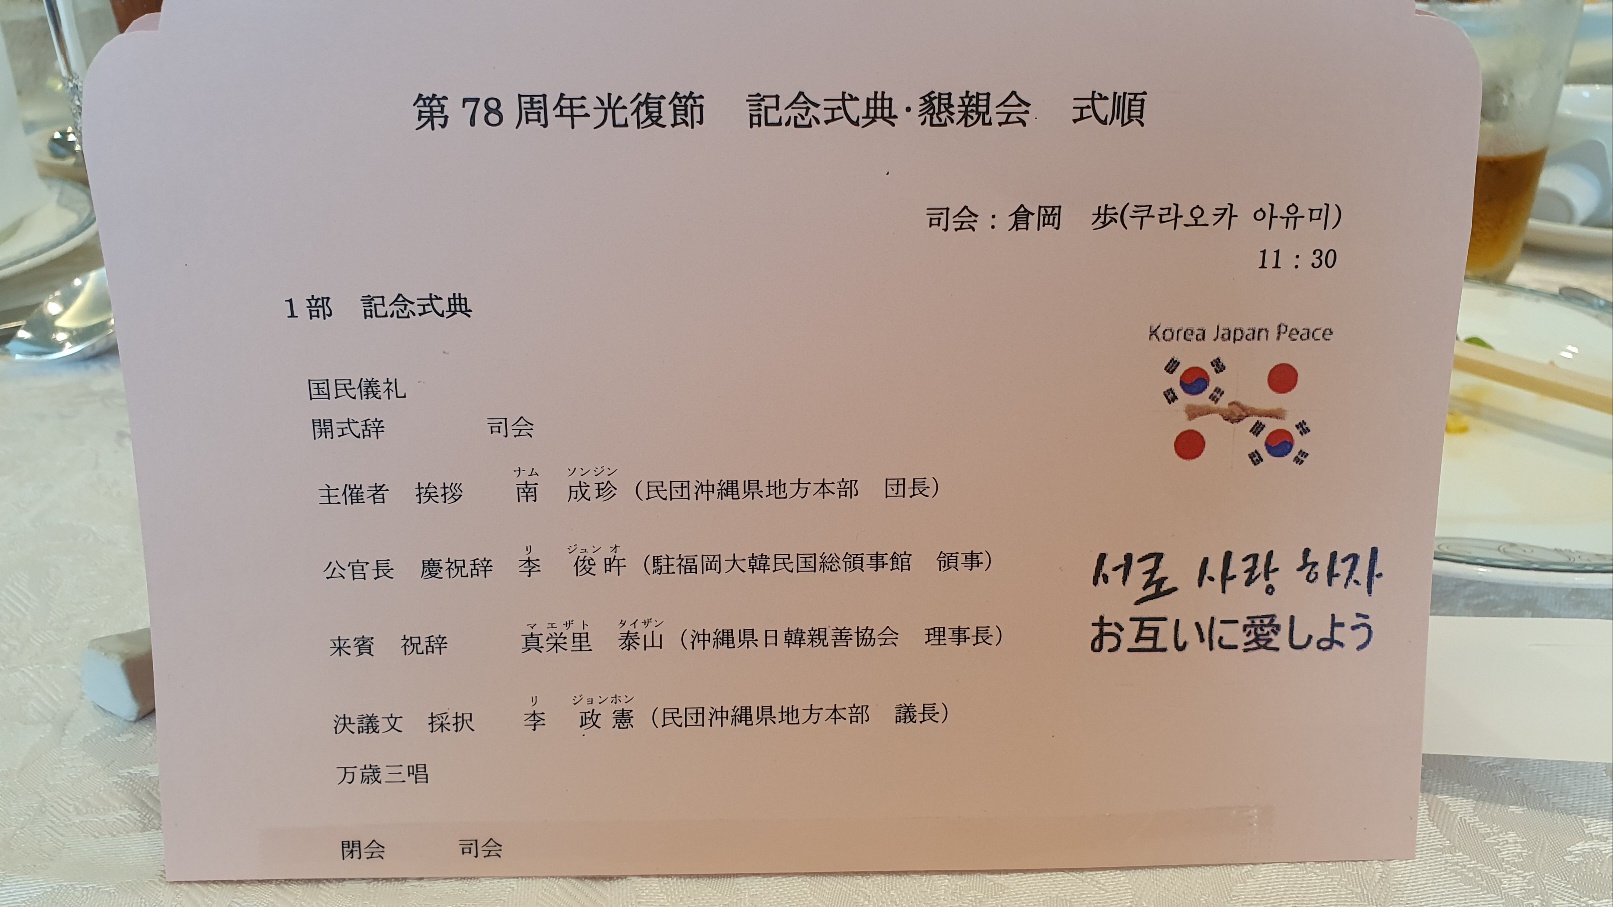 第 78 周年光復節　記念式典・懇親会　式順
司会：倉岡　歩(쿠라오카 아유미)
11：30
1 部　記念式典
Korea Japan Peace
国民儀礼
開式辞　司会
ナム　ソンジン
主催者　挨拶　南　成珍（民団沖縄県地方本部　団長）
リ　ジュン オ
公官長　慶祝辞　李　俊旿（駐福岡大韓民国総領事館　領事）
서로 사랑 하자
お互いに愛しよう
マエザト　タイザン
来賓　祝辞　真栄里　泰山（沖縄県日韓親善協会　理事長）
リ　ジョンホン
決議文　採択　李　政憲（民団沖縄県地方本部　議長）
万歳三唱
閉会　司会